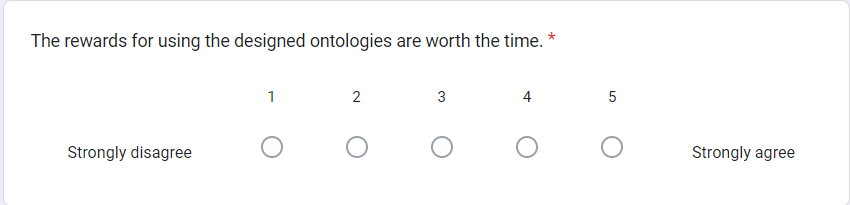 The rewards for using the designed ontologies are worth the time. *
1 2 3 4 5
Strongly disagree Strongly agree